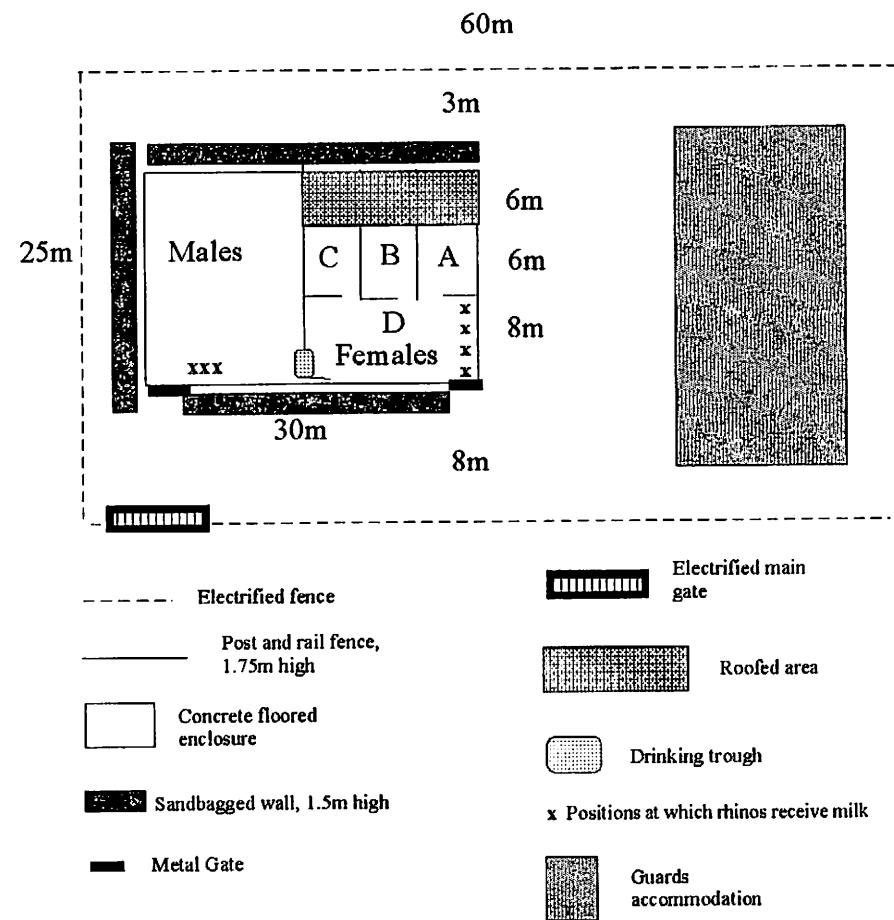 60m
3m
6m
25m
Males
C
B
A
6m
x
D
x
8m
x
Females
xxx
x
30m
8m
Electrified fence
Electrified main
gate
Post and rail fence,
1.75m high
Roofed area
Concrete floored
enclosure
Drinking trough
Sandbagged wall, 1.5m high
x Positions at which rhinos receive milk
Metal Gate
Guards
accommodation